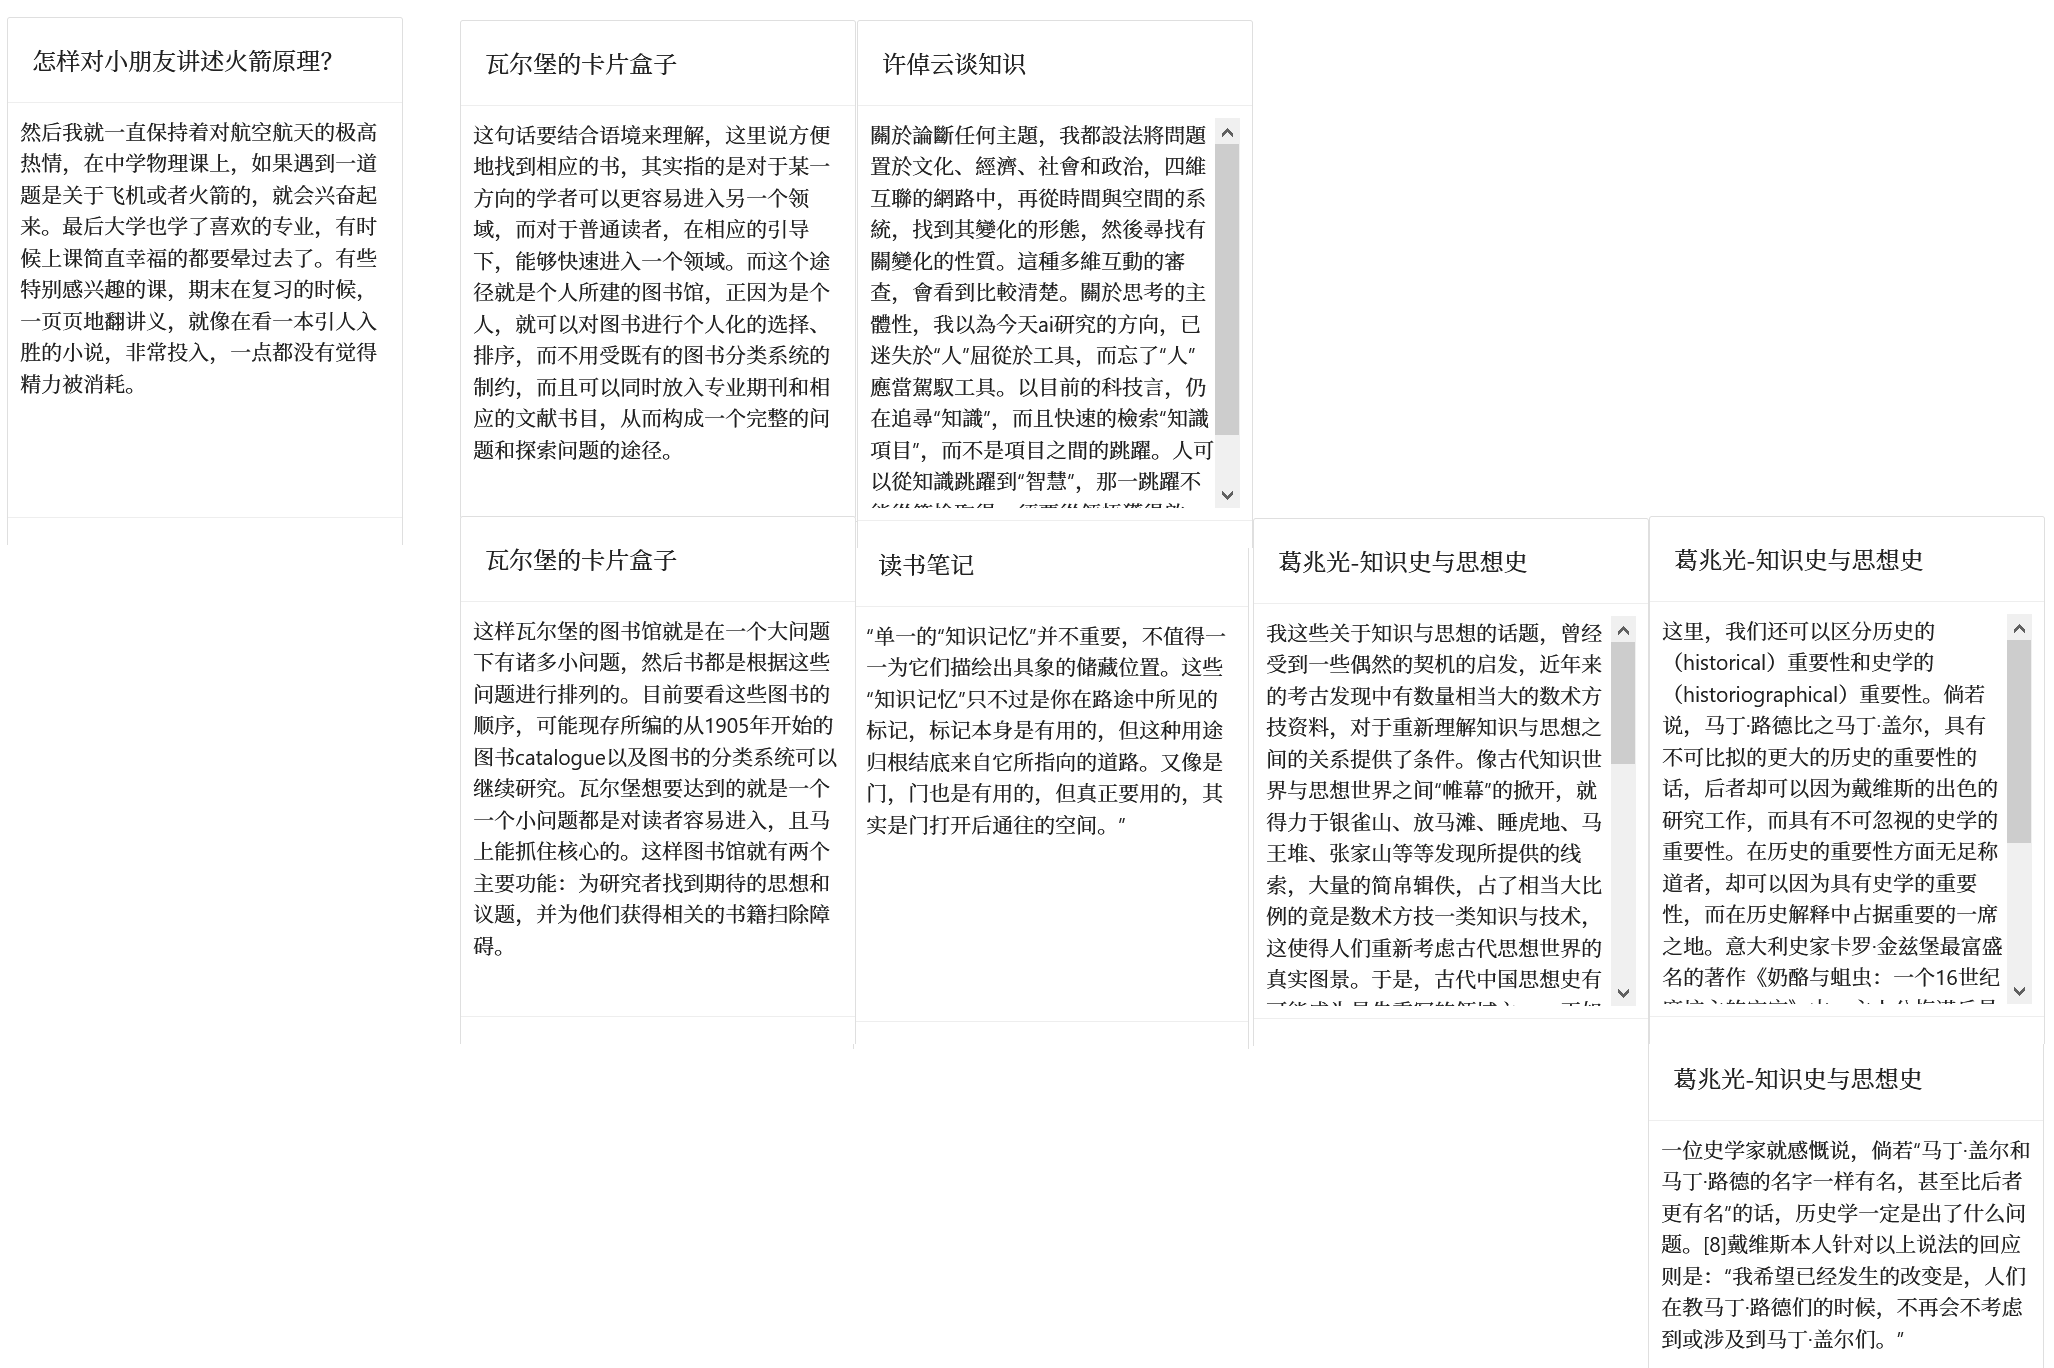 怎样对小朋友讲述火箭原理？
然后我就一直保持着对航空航天的极高
热情，在中学物理课上，如果遇到一道
题是关于飞机或者火箭的，就会兴奋起
来。最后大学也学了喜欢的专业，有时
候上课简直幸福的都要晕过去了。有些
特别感兴趣的课，期末在复习的时候，
一页页地翻讲义，就像在看一本引人入
胜的小说，非常投入，一点都没有觉得
精力被消耗。
瓦尔堡的卡片盒子
这句话要结合语境来理解，这里说方便
地找到相应的书，其实指的是对于某一
方向的学者可以更容易进入另一个领
域，而对于普通读者，在相应的引导
下，能够快速进入一个领域。而这个途
径就是个人所建的图书馆，正因为是个
人，就可以对图书进行个人化的选择、
排序，而不用受既有的图书分类系统的
制约，而且可以同时放入专业期刊和相
应的文献书目，从而构成一个完整的问
题和探索问题的途径。
许倬云谈知识
關於論斷任何主題，我都設法將問題
置於文化、經濟、社會和政治，四維
互聯的網路中，再從時間與空間的系
統，找到其變化的形態，然後尋找有
關變化的性質。這種多維互動的審
查，會看到比較清楚。關於思考的主
體性，我以為今天ai研究的方向，已
迷失於“人”屈從於工具，而忘了“人”
應當駕馭工具。以目前的科技言，仍
在追尋“知識”，而且快速的檢索“知識
項目”，而不是項目之間的跳躍。人可
以從知識跳躍到“智慧”，那一跳躍不
瓦尔堡的卡片盒子
这样瓦尔堡的图书馆就是在一个大问题
下有诸多小问题，然后书都是根据这些
问题进行排列的。目前要看这些图书的
顺序，可能现存所编的从1905年开始的
图书catalogue以及图书的分类系统可以
继续研究。瓦尔堡想要达到的就是一个
一个小问题都是对读者容易进入，且马
上能抓住核心的。这样图书馆就有两个
主要功能：为研究者找到期待的思想和
议题，并为他们获得相关的书籍扫除障
碍。
读书笔记
“单一的“知识记忆”并不重要，不值得一
一为它们描绘出具象的储藏位置。这些
“知识记忆”只不过是你在路途中所见的
标记，标记本身是有用的，但这种用途
归根结底来自它所指向的道路。又像是
门，门也是有用的，但真正要用的，其
实是门打开后通往的空间。”
葛兆光-知识史与思想史
我这些关于知识与思想的话题，曾经
受到一些偶然的契机的启发，近年来
的考古发现中有数量相当大的数术方
技资料，对于重新理解知识与思想之
间的关系提供了条件。像古代知识世
界与思想世界之间“帷幕”的掀开，就
得力于银雀山、放马滩、睡虎地、马
王堆、张家山等等发现所提供的线
索，大量的简帛辑佚，占了相当大比
例的竟是数术方技一类知识与技术，
这使得人们重新考虑古代思想世界的
真实图景。于是，古代中国思想史有
葛兆光-知识史与思想史
这里，我们还可以区分历史的
（historical）重要性和史学的
（historiographical）重要性。倘若
说，马丁·路德比之马丁·盖尔，具有
不可比拟的更大的历史的重要性的
话，后者却可以因为戴维斯的出色的
研究工作，而具有不可忽视的史学的
重要性。在历史的重要性方面无足称
道者，却可以因为具有史学的重要
性，而在历史解释中占据重要的一席
之地。意大利史家卡罗·金兹堡最富盛
名的著作《奶酪与蛆虫：一个16世纪
葛兆光-知识史与思想史
一位史学家就感慨说，倘若“马丁·盖尔和
马丁·路德的名字一样有名，甚至比后者
更有名”的话，历史学一定是出了什么问
题。[8]戴维斯本人针对以上说法的回应
则是：“我希望已经发生的改变是，人们
在教马丁·路德们的时候，不再会不考虑
到或涉及到马丁·盖尔们。”